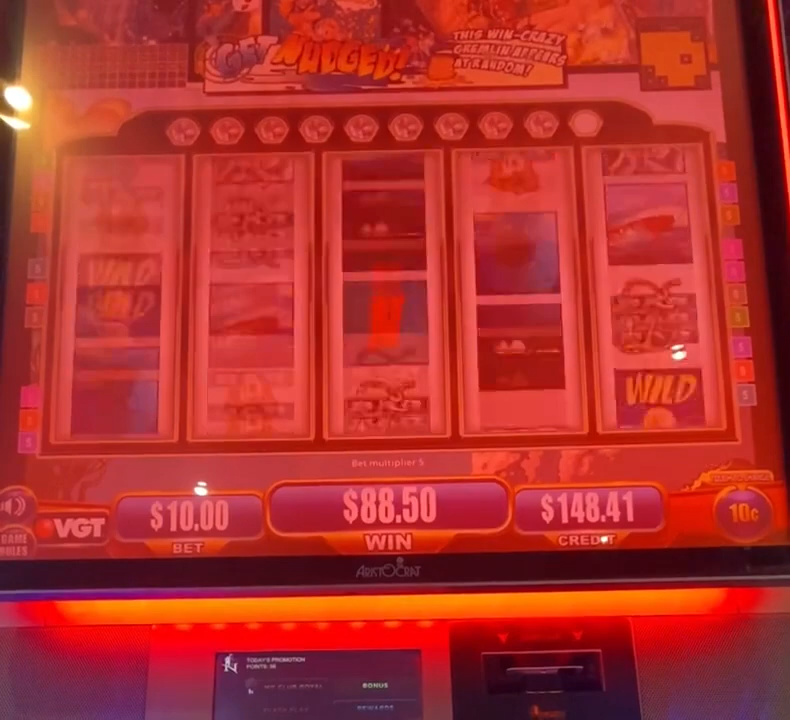 GET NUDGED!
THIS WIN-CRAZY
GREMLIN APPEARS
AT RANDOM!
WILD
WILD
WILD
Bet multiplier 5
VGT
$10.00
$88.50
$148.41
10¢
GAME
RULES
BET
WIN
CREDIT
ARISTOCRAT
TODAY'S PROMOTION
BONUS
REWARDS